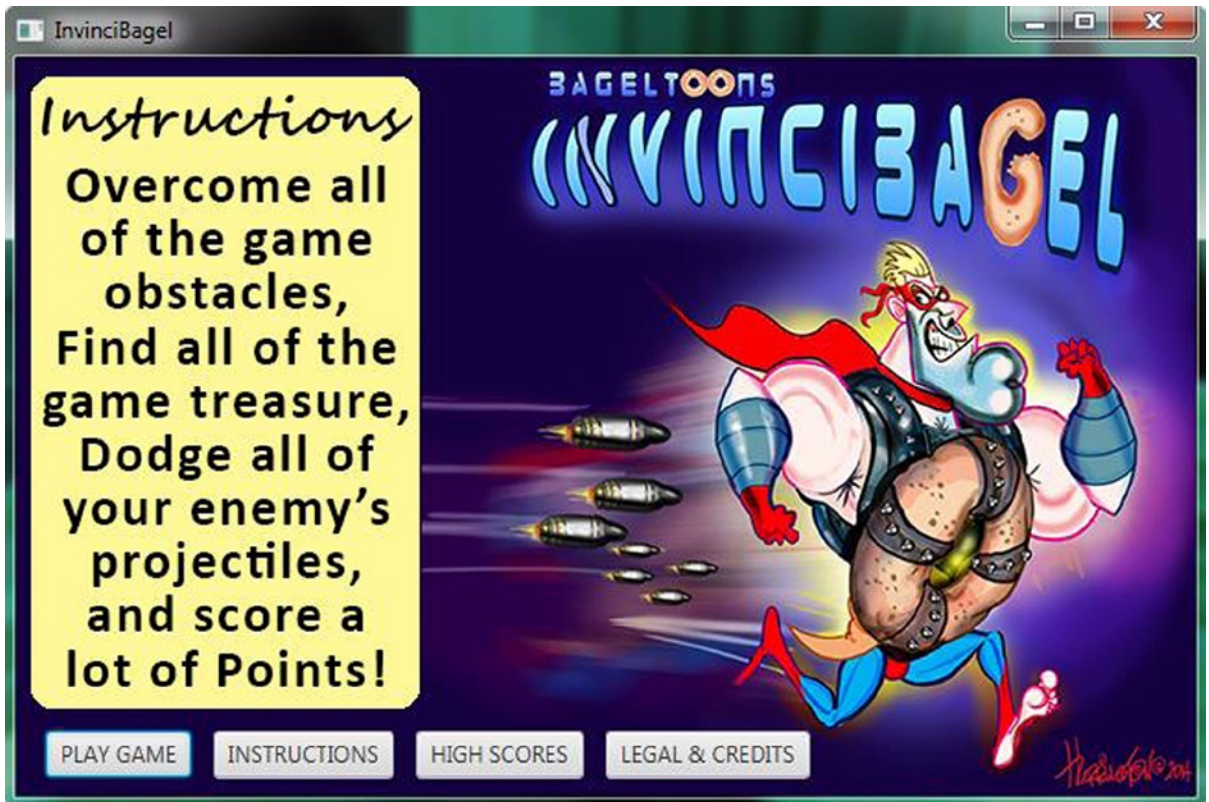 InvinciBagel
Instructions
Overcome all
of the game
obstacles,
Find all of the
game treasure,
Dodge all of
your enemy's
projectiles,
and score a
lot of Points!
BAGELTOONS
INVINCIBAGEL
PLAY GAME
INSTRUCTIONS
HIGH SCORES
LEGAL & CREDITS
2014